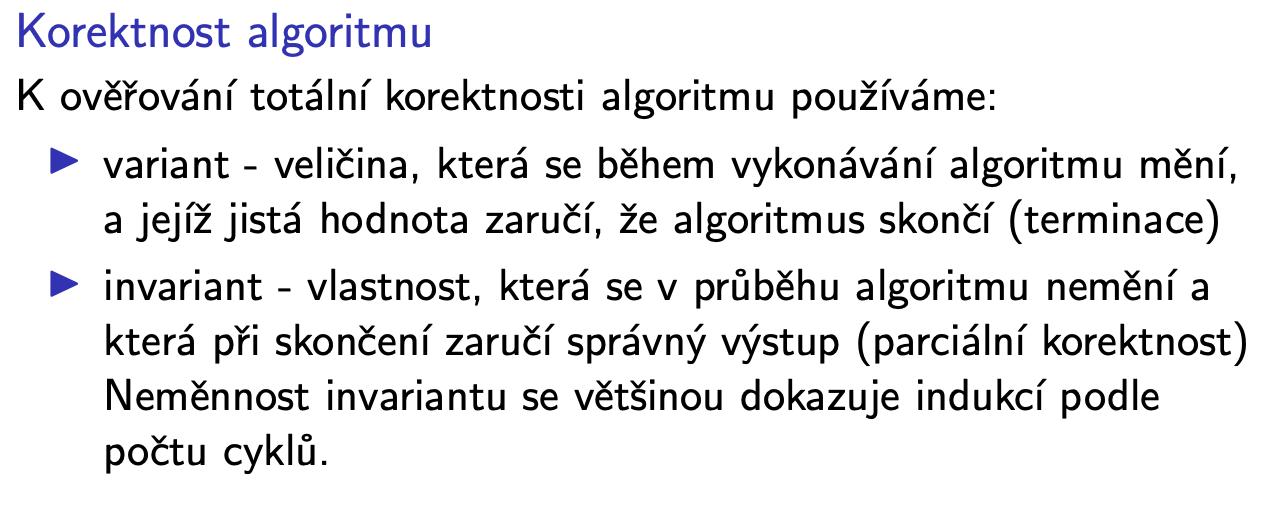 Korektnost algoritmu
K ověřování totální korektnosti algoritmu používáme:
▶ variant - veličina, která se během vykonávání algoritmu mění,
a jejíž jistá hodnota zaručí, že algoritmus skončí (terminace)
▶ invariant - vlastnost, která se v průběhu algoritmu nemění a
která při skončení zaručí správný výstup (parciální korektnost)
Neměnnost invariantu se většinou dokazuje indukcí podle
počtu cyklů.